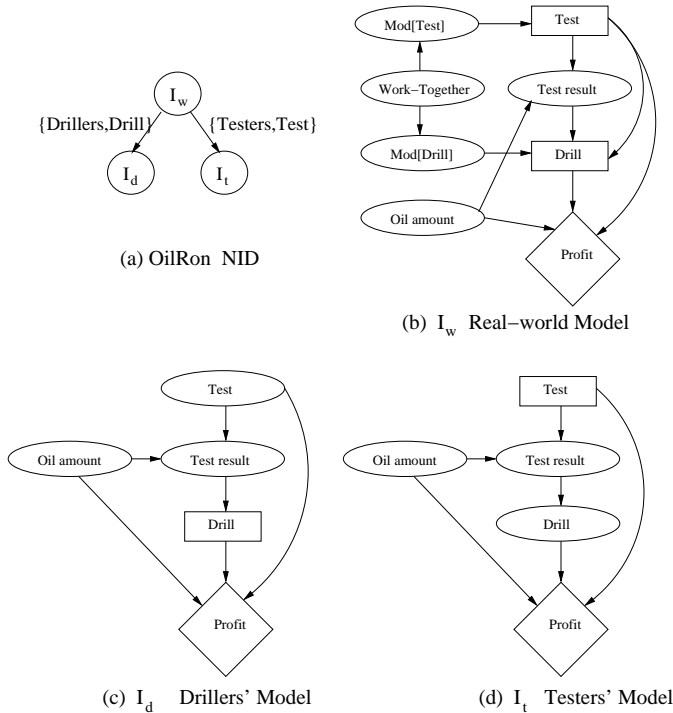 I_w
{Drillers,Drill}
{Testers,Test}
I_d
I_t
(a) OilRon NID
Mod[Test]
Test
Work−Together
Test result
Mod[Drill]
Drill
Oil amount
Profit
(b) I_w Real−world Model
Test
Oil amount
Test result
Drill
Profit
(c) I_d Drillers' Model
Test
Oil amount
Test result
Drill
Profit
(d) I_t Testers' Model